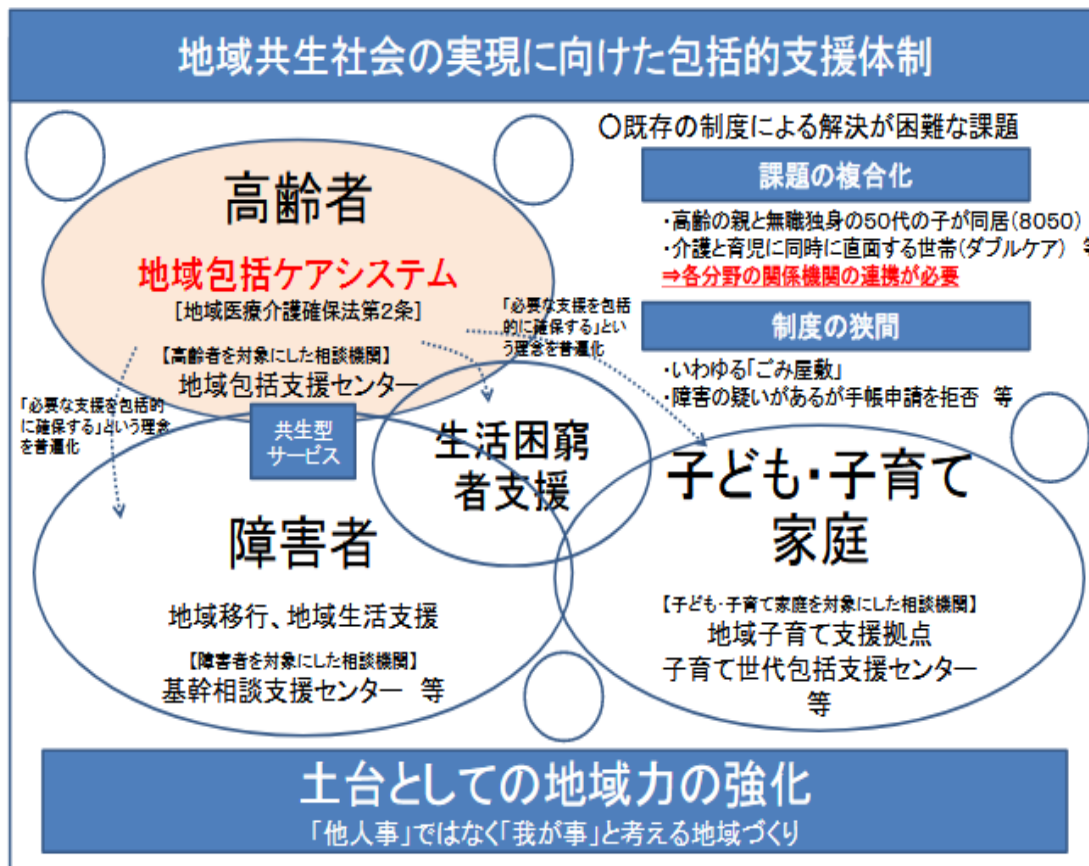 地域共生社会の実現に向けた包括的支援体制
〇既存の制度による解決が困難な課題
課題の複合化
・高齢の親と無職独身の50代の子が同居(8050)
・介護と育児に同時に直面する世帯(ダブルケア) 等
⇒各分野の関係機関の連携が必要
制度の狭間
・いわゆる「ごみ屋敷」
・障害の疑いがあるが手帳申請を拒否 等
高齢者
地域包括ケアシステム
[地域医療介護確保法第2条]
【高齢者を対象にした相談機関】
地域包括支援センター
「必要な支援を包括
的に確保する」とい
う理念を普遍化
「必要な支援を包括的
に確保する」という理念
を普遍化
共生型
サービス
生活困窮
者支援
障害者
地域移行、地域生活支援
【障害者を対象にした相談機関】
基幹相談支援センター 等
子ども・子育て
家庭
【子ども・子育て家庭を対象にした相談機関】
地域子育て支援拠点
子育て世代包括支援センター
等
土台としての地域力の強化
「他人事」ではなく「我が事」と考える地域づくり